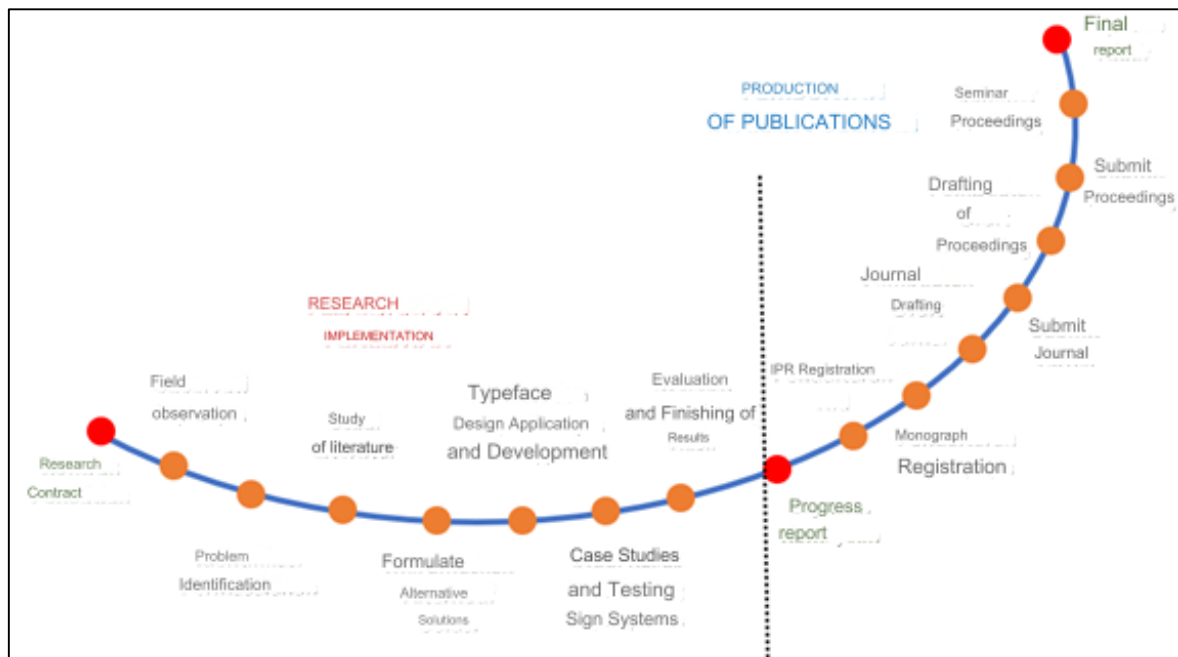 Final
report
PRODUCTION
OF PUBLICATIONS
Seminar
Proceedings
Submit
Proceedings
Drafting
of
Proceedings
Journal
Drafting
Submit
Journal
RESEARCH
IMPLEMENTATION
IPR Registration
Monograph
Registration
Field
observation
Study
of literature
Typeface
Design Application
and Development
Evaluation
and Finishing of
Results
Research
Contract
Progress
report
Problem
Identification
Formulate
Alternative
Solutions
Case Studies
and Testing
Sign Systems